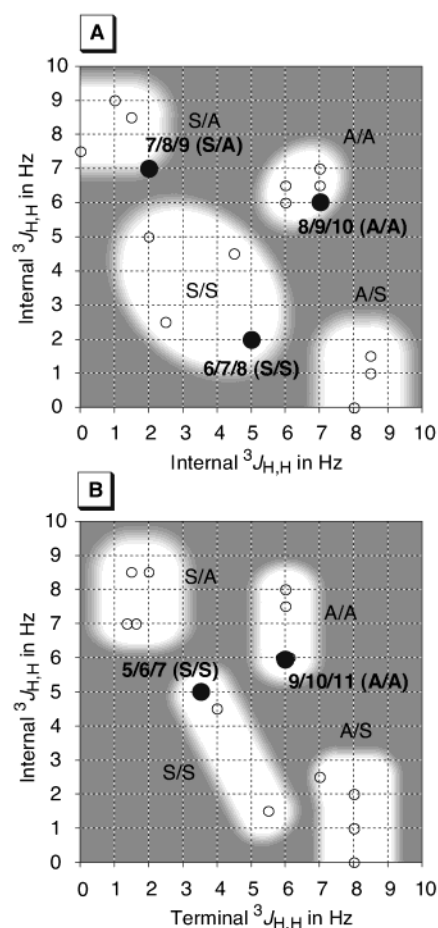 A
Internal ³J_H,H in Hz
10
9
8
7
6
5
4
3
2
1
0
S/A
7/8/9 (S/A)
A/A
8/9/10 (A/A)
S/S
A/S
6/7/8 (S/S)
0 1 2 3 4 5 6 7 8 9 10
Internal ³J_H,H in Hz
B
Internal ³J_H,H in Hz
10
9
8
7
6
5
4
3
2
1
0
S/A
A/A
5/6/7 (S/S)
9/10/11 (A/A)
A/S
S/S
0 1 2 3 4 5 6 7 8 9 10
Terminal ³J_H,H in Hz